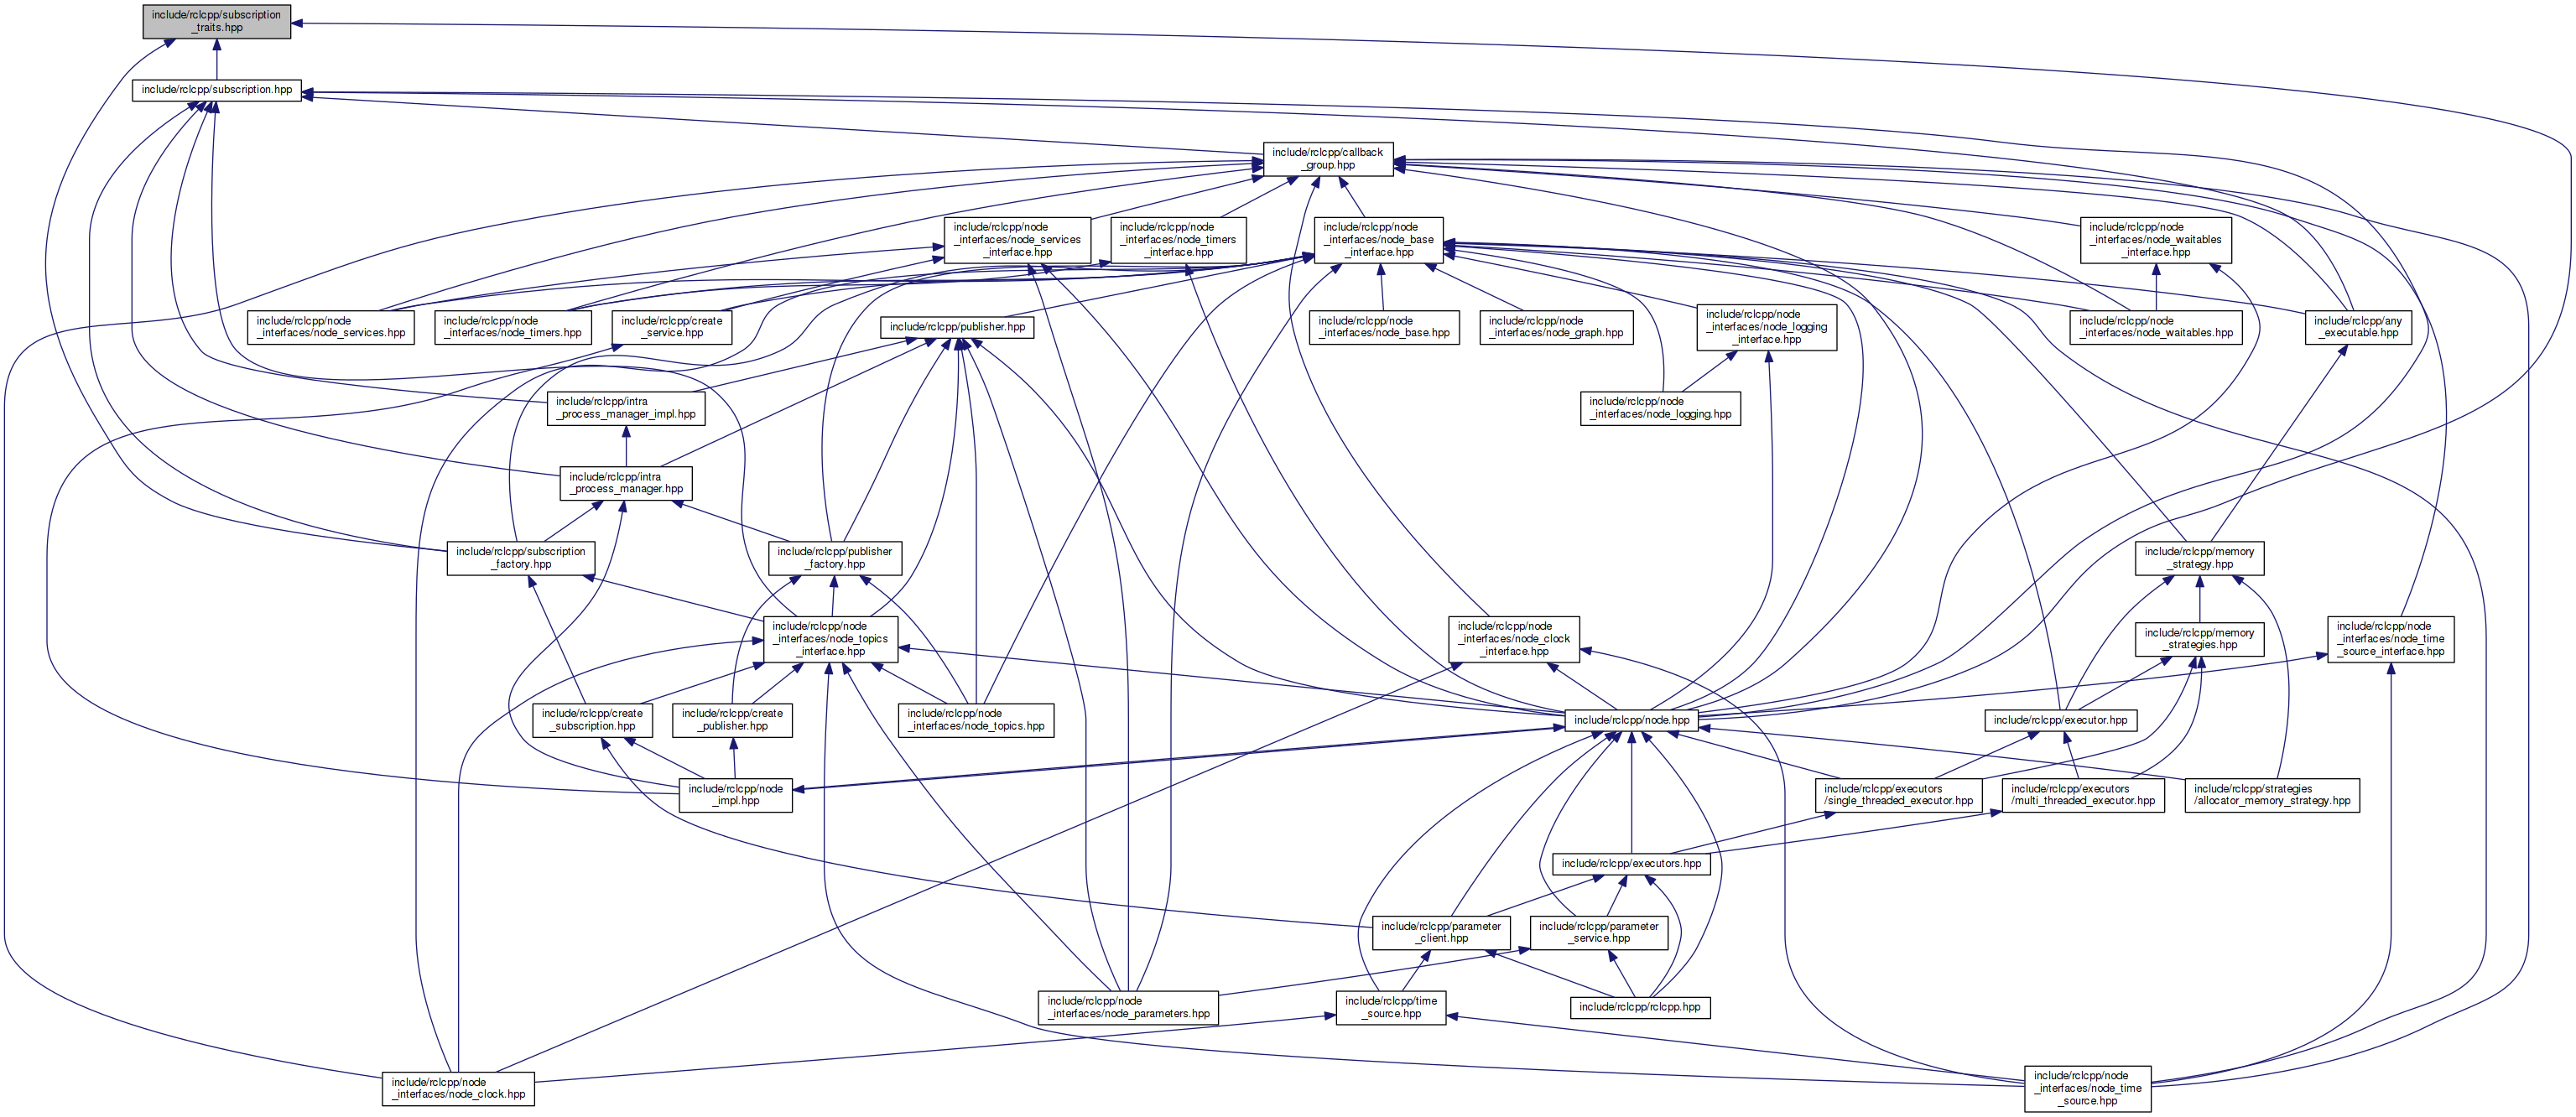 include/rclcpp/subscription
_traits.hpp
include/rclcpp/subscription.hpp
include/rclcpp/callback
_group.hpp
include/rclcpp/node
_interfaces/node_services
_interface.hpp
include/rclcpp/node
_interfaces/node_timers
_interface.hpp
include/rclcpp/node
_interfaces/node_base
_interface.hpp
include/rclcpp/node
_interfaces/node_waitables
_interface.hpp
include/rclcpp/node
_interfaces/node_services.hpp
include/rclcpp/node
_interfaces/node_timers.hpp
include/rclcpp/create
_service.hpp
include/rclcpp/publisher.hpp
include/rclcpp/node
_interfaces/node_base.hpp
include/rclcpp/node
_interfaces/node_graph.hpp
include/rclcpp/node
_interfaces/node_logging
_interface.hpp
include/rclcpp/node
_interfaces/node_waitables.hpp
include/rclcpp/any
_executable.hpp
include/rclcpp/intra
_process_manager_impl.hpp
include/rclcpp/node
_interfaces/node_logging.hpp
include/rclcpp/intra
_process_manager.hpp
include/rclcpp/subscription
_factory.hpp
include/rclcpp/publisher
_factory.hpp
include/rclcpp/memory
_strategy.hpp
include/rclcpp/node
_interfaces/node_topics
_interface.hpp
include/rclcpp/node
_interfaces/node_clock
_interface.hpp
include/rclcpp/memory
_strategies.hpp
include/rclcpp/node
_interfaces/node_time
_source_interface.hpp
include/rclcpp/create
_subscription.hpp
include/rclcpp/create
_publisher.hpp
include/rclcpp/node
_interfaces/node_topics.hpp
include/rclcpp/node.hpp
include/rclcpp/executor.hpp
include/rclcpp/node
_impl.hpp
include/rclcpp/executors
/single_threaded_executor.hpp
include/rclcpp/executors
/multi_threaded_executor.hpp
include/rclcpp/strategies
/allocator_memory_strategy.hpp
include/rclcpp/executors.hpp
include/rclcpp/parameter
_client.hpp
include/rclcpp/parameter
_service.hpp
include/rclcpp/node
_interfaces/node_parameters.hpp
include/rclcpp/time
_source.hpp
include/rclcpp/rclcpp.hpp
include/rclcpp/node
_interfaces/node_clock.hpp
include/rclcpp/node
_interfaces/node_time
_source.hpp